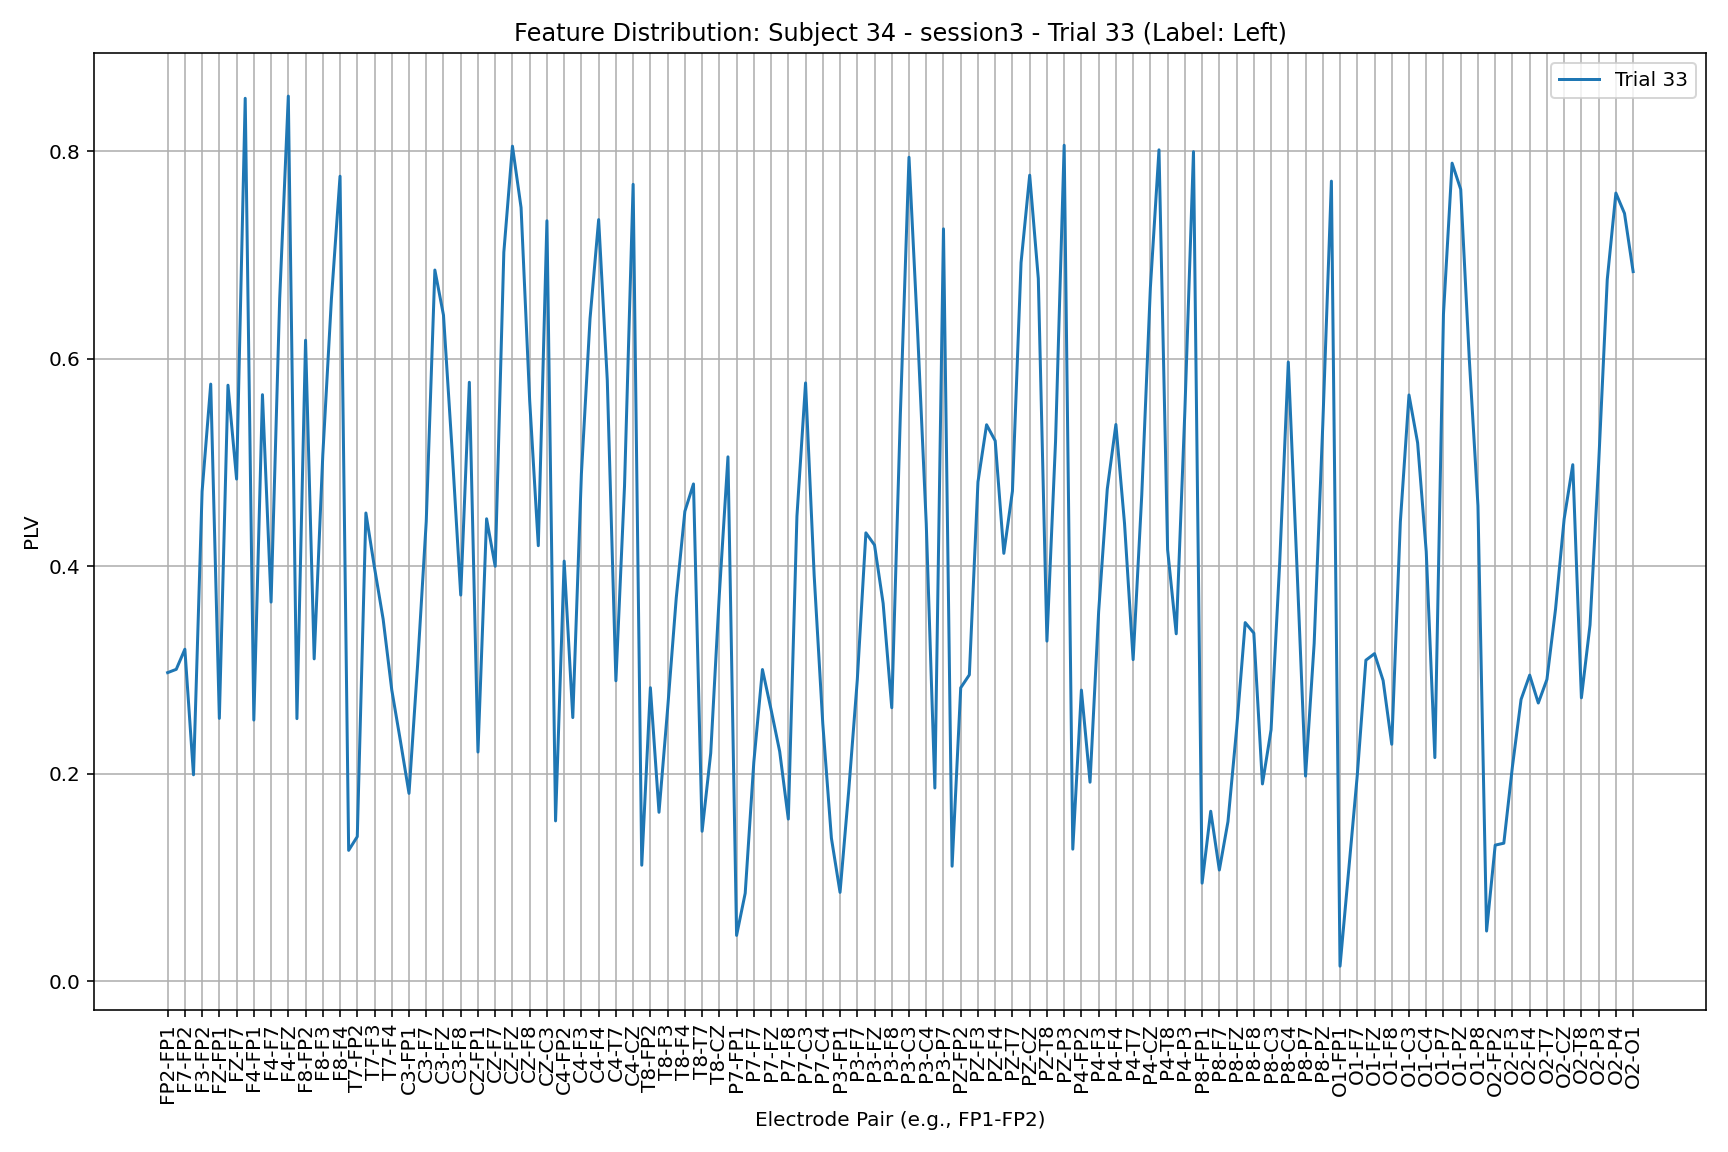 Feature Distribution: Subject 34 - session3 - Trial 33 (Label: Left)
Trial 33
PLV
0.8
0.6
0.4
0.2
0.0
FP2-FP1
F7-FP2
F3-FP2
FZ-FP1
FZ-F7
F4-FP1
F4-F7
F4-FZ
F8-FP2
F8-F3
F8-F4
T7-FP2
T7-F3
T7-F4
C3-FP1
C3-F7
C3-FZ
C3-F8
CZ-FP1
CZ-F7
CZ-FZ
CZ-F8
CZ-C3
C4-FP2
C4-F3
C4-F4
C4-T7
C4-CZ
T8-FP2
T8-F3
T8-F4
T8-T7
T8-CZ
P7-FP1
P7-F7
P7-FZ
P7-F8
P7-C3
P7-C4
P3-FP1
P3-F7
P3-FZ
P3-F8
P3-C3
P3-C4
P3-P7
PZ-FP2
PZ-F3
PZ-F4
PZ-T7
PZ-CZ
PZ-T8
PZ-P3
P4-FP2
P4-F3
P4-F4
P4-T7
P4-CZ
P4-T8
P4-P3
P8-FP1
P8-F7
P8-FZ
P8-F8
P8-C3
P8-C4
P8-P7
P8-PZ
O1-FP1
O1-F7
O1-FZ
O1-F8
O1-C3
O1-C4
O1-P7
O1-PZ
O1-P8
O2-FP2
O2-F3
O2-F4
O2-T7
O2-CZ
O2-T8
O2-P3
O2-P4
O2-O1
Electrode Pair (e.g., FP1-FP2)